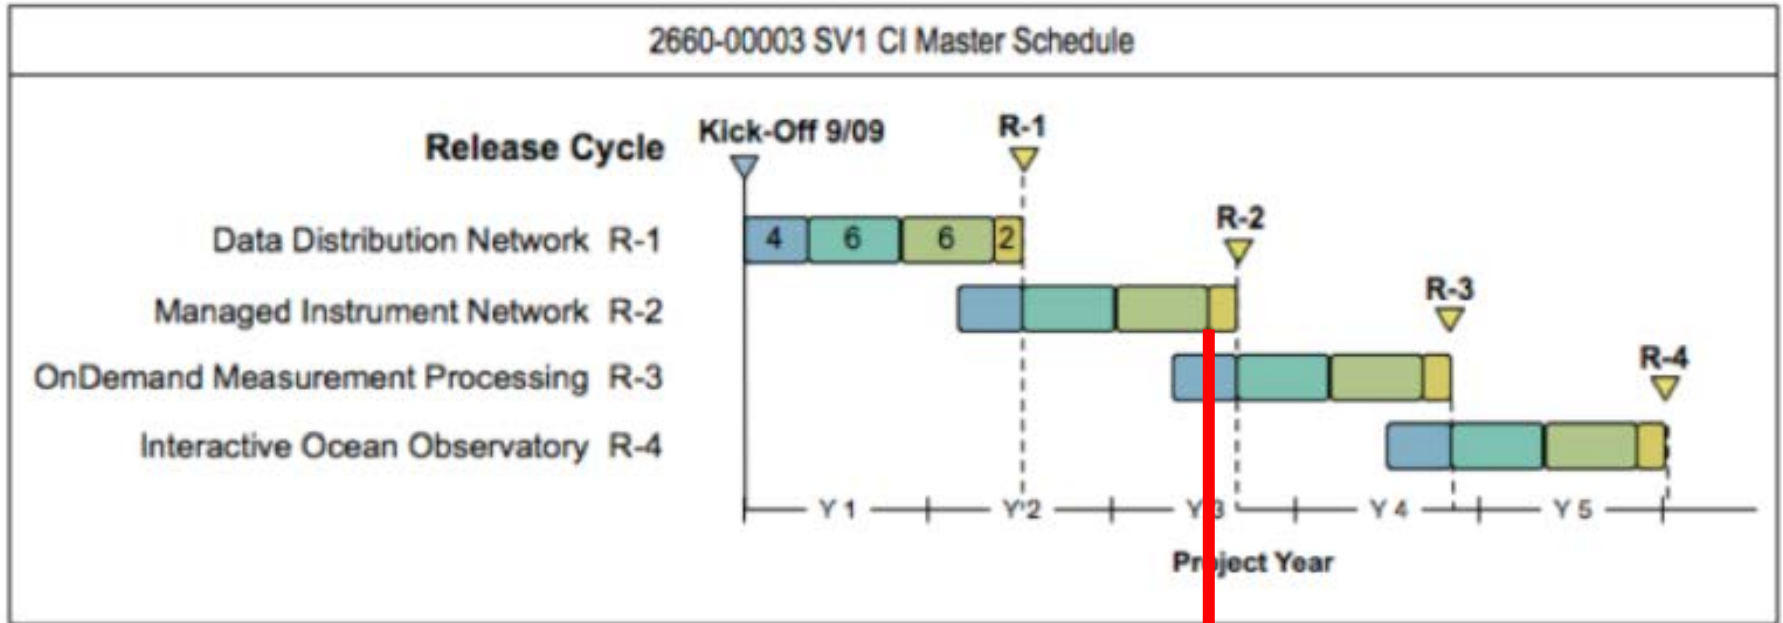 2660-00003 SV1 CI Master Schedule
Release Cycle
Kick-Off 9/09
R-1
Data Distribution Network R-1
4 6 6 2
R-2
Managed Instrument Network R-2
R-3
OnDemand Measurement Processing R-3
R-4
Interactive Ocean Observatory R-4
Y 1 Y 2 Y 3 Y 4 Y 5
Project Year